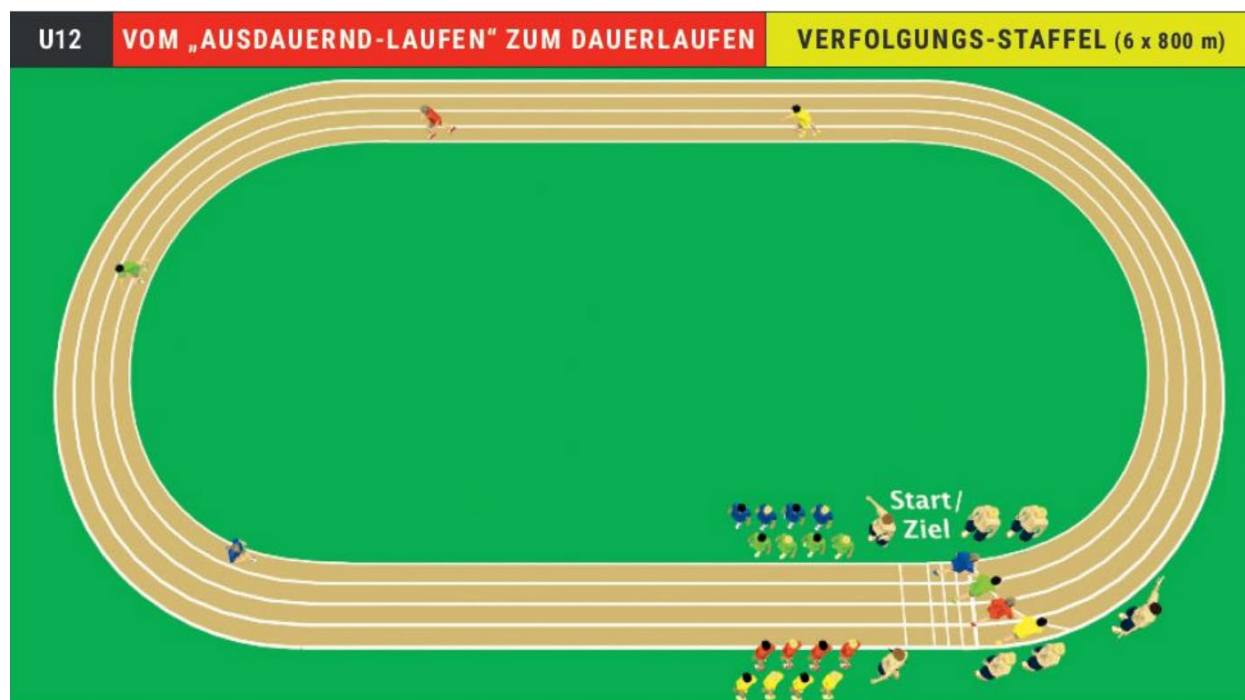 U12 VOM „AUSDAUERND-LAUFEN“ ZUM DAUERLAUFEN VERFOLGUNGS-STAFFEL (6 x 800 m)
Start/
Ziel